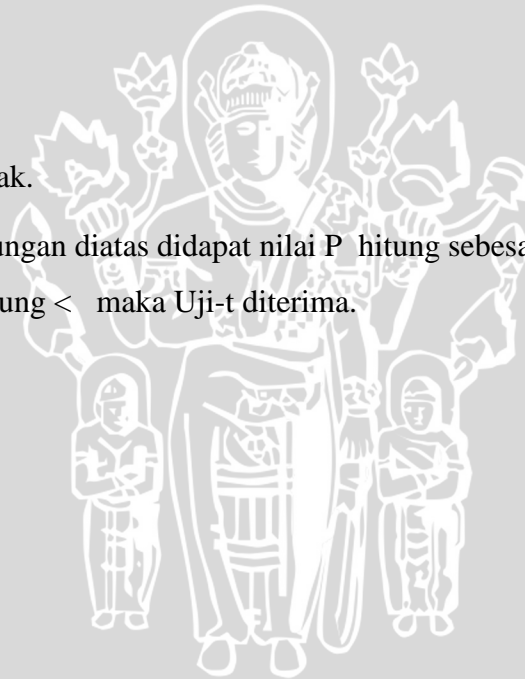 ak.
ungan diatas didapat nilai P hitung sebesa
ung < maka Uji-t diterima.